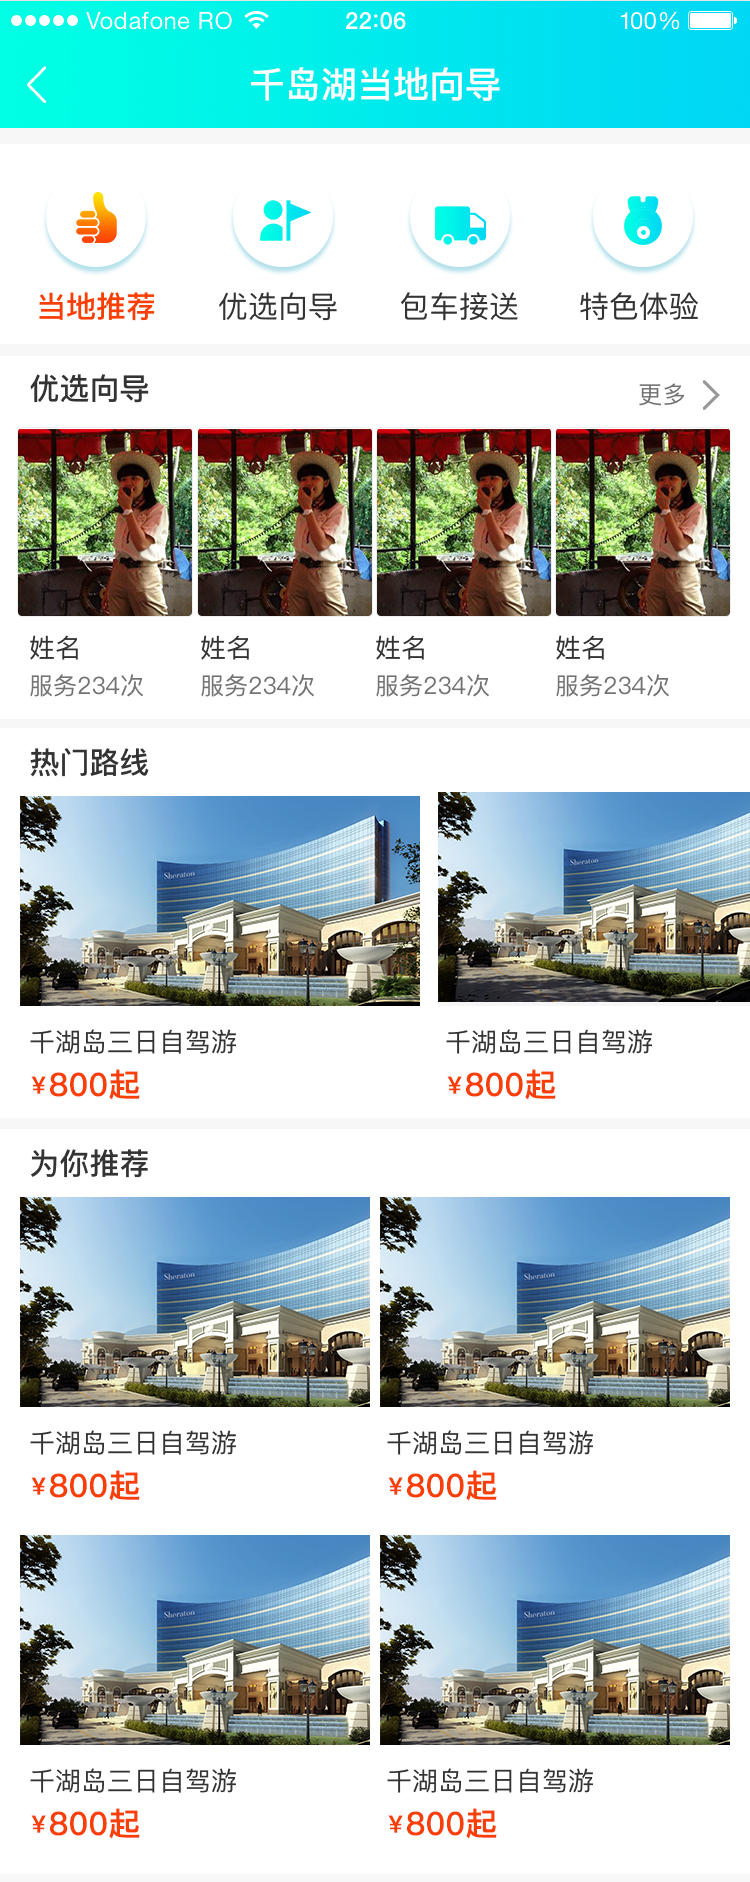 Vodafone RO 22:06 100%
千岛湖当地向导
当地推荐 优选向导 包车接送 特色体验
优选向导 更多
姓名 姓名 姓名 姓名
服务234次 服务234次 服务234次 服务234次
热门路线
Sheraton Sheraton
千湖岛三日自驾游 千湖岛三日自驾游
¥800起 ¥800起
为你推荐
Sheraton Sheraton
千湖岛三日自驾游 千湖岛三日自驾游
¥800起 ¥800起
Sheraton Sheraton
千湖岛三日自驾游 千湖岛三日自驾游
¥800起 ¥800起